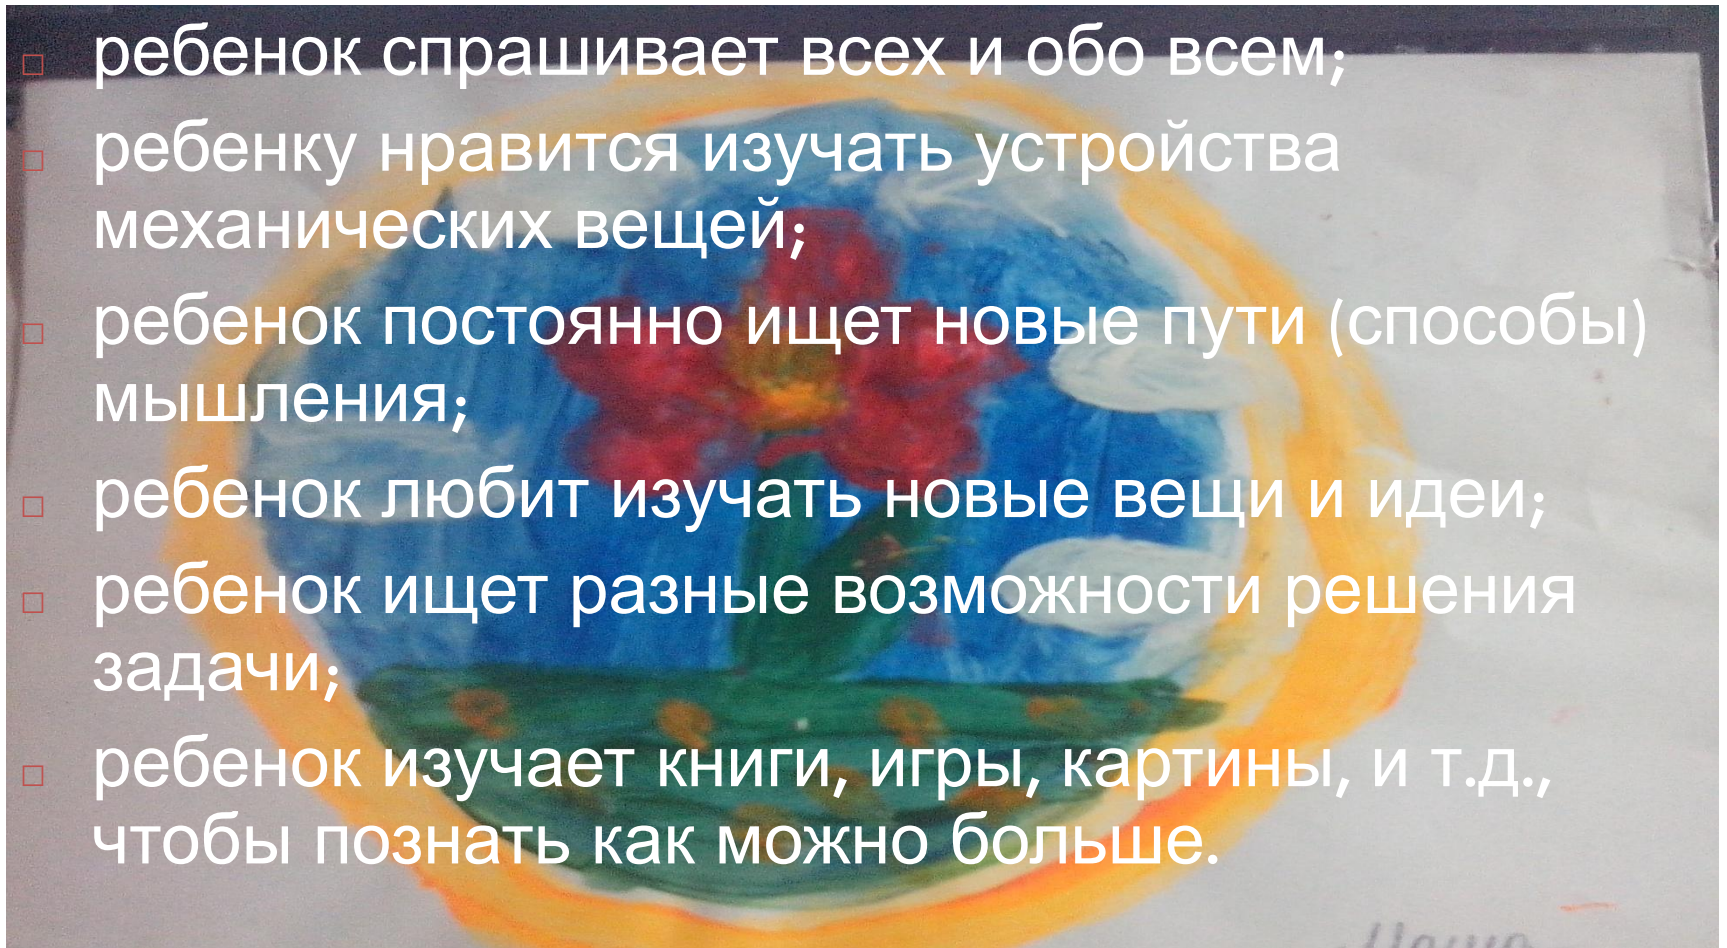 ребенок спрашивает всех и обо всем;
ребенку нравится изучать устройства
механических вещей;
ребенок постоянно ищет новые пути (способы)
мышления;
ребенок любит изучать новые вещи и идеи;
ребенок ищет разные возможности решения
задачи;
ребенок изучает книги, игры, картины, и т.д.,
чтобы познать как можно больше.